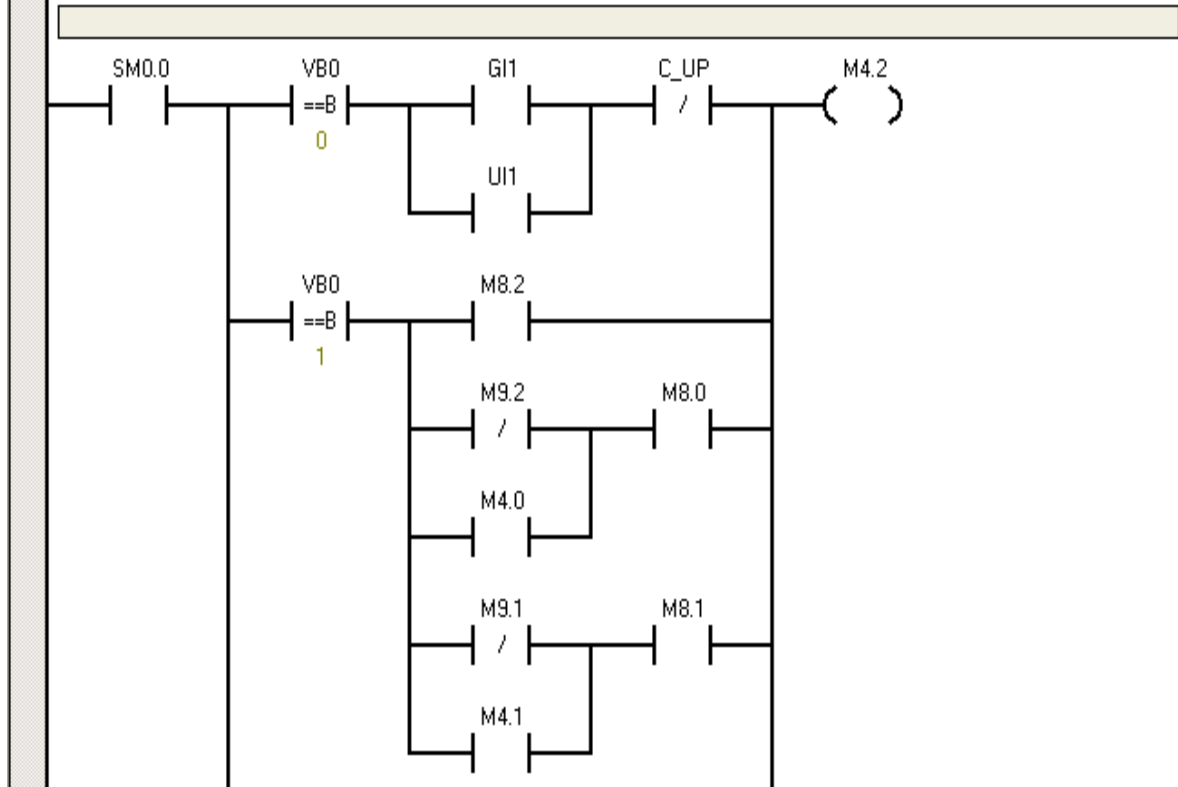 SM0.0 VB0 GI1 C_UP M4.2
==B /
0
UI1
VB0 M8.2
==B
1
M9.2 M8.0
/
M4.0
M9.1 M8.1
/
M4.1